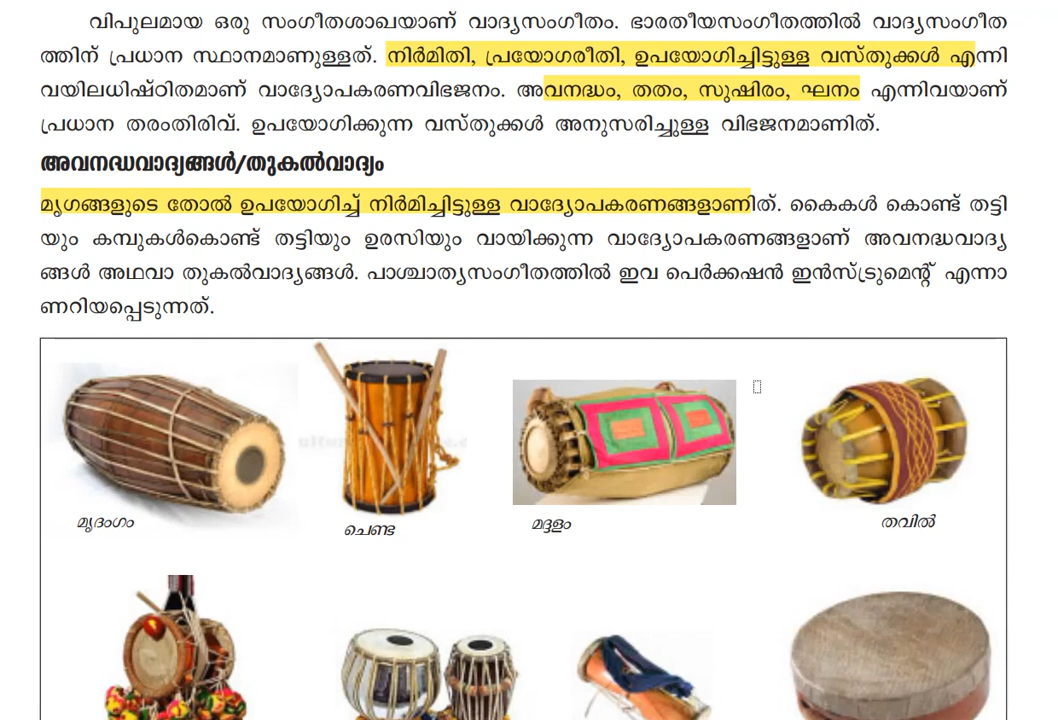 വിപുലമായ ഒരു സംഗീതശാഖയാണ് വാദ്യസംഗീതം. ഭാരതീയസംഗീതത്തിൽ വാദ്യസംഗീത
ത്തിന് പ്രധാന സ്ഥാനമാണുള്ളത്. നിർമിതി, പ്രയോഗരീതി, ഉപയോഗിച്ചിട്ടുള്ള വസ്തുക്കൾ എന്നി
വയിലധിഷ്ഠിതമാണ് വാദ്യോപകരണവിഭജനം. അവനദ്ധം, തതം, സുഷിരം, ഘനം എന്നിവയാണ്
പ്രധാന തരംതിരിവ്. ഉപയോഗിക്കുന്ന വസ്തുക്കൾ അനുസരിച്ചുള്ള വിഭജനമാണിത്.
അവനദ്ധവാദ്യങ്ങൾ/തുകൽവാദ്യം
മൃഗങ്ങളുടെ തോൽ ഉപയോഗിച്ച് നിർമിച്ചിട്ടുള്ള വാദ്യോപകരണങ്ങളാണിത്. കൈകൾ കൊണ്ട് തട്ടി
യും കമ്പുകൾകൊണ്ട് തട്ടിയും ഉരസിയും വായിക്കുന്ന വാദ്യോപകരണങ്ങളാണ് അവനദ്ധവാദ്യ
ങ്ങൾ അഥവാ തുകൽവാദ്യങ്ങൾ. പാശ്ചാത്യസംഗീതത്തിൽ ഇവ പെർക്കഷൻ ഇൻസ്ട്രുമെന്റ് എന്നാ
ണറിയപ്പെടുന്നത്.
മൃദംഗം
ചെണ്ട
മദ്ദളം
തവിൽ